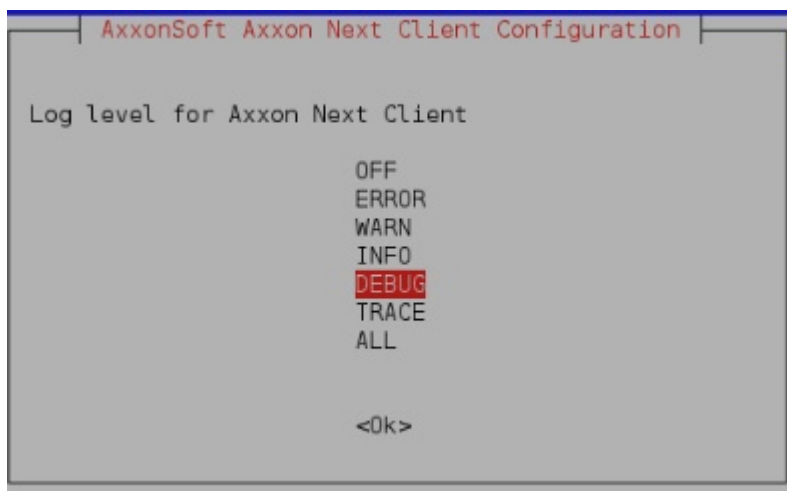 AxxonSoft Axxon Next Client Configuration
Log level for Axxon Next Client
OFF
ERROR
WARN
INFO
DEBUG
TRACE
ALL
<Ok>